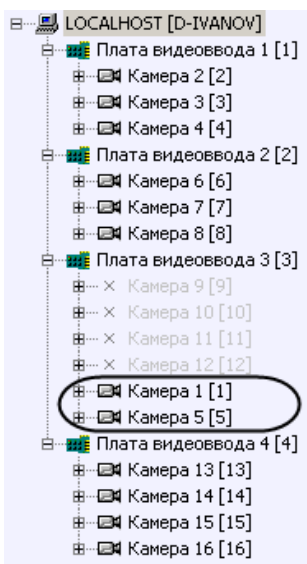 LOCALHOST [D-IVANOV]
Плата видеоввода 1 [1]
Камера 2 [2]
Камера 3 [3]
Камера 4 [4]
Плата видеоввода 2 [2]
Камера 6 [6]
Камера 7 [7]
Камера 8 [8]
Плата видеоввода 3 [3]
Камера 9 [9]
Камера 10 [10]
Камера 11 [11]
Камера 12 [12]
Камера 1 [1]
Камера 5 [5]
Плата видеоввода 4 [4]
Камера 13 [13]
Камера 14 [14]
Камера 15 [15]
Камера 16 [16]